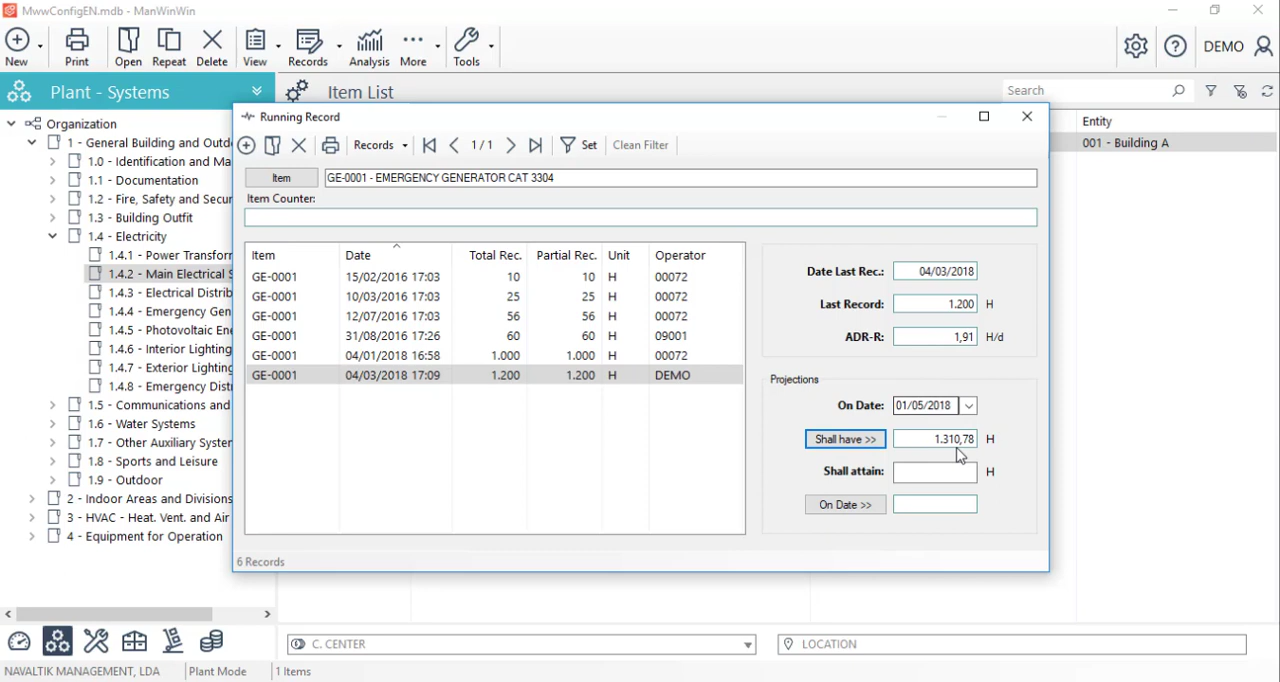 MwwConfigEN.mdb - ManWinWin
New
Print
Open
Repeat
Delete
View
Records
Analysis
More
Tools
DEMO
Plant - Systems
Item List
Search
Organization
1 - General Building and Outd
1.0 - Identification and Ma
1.1 - Documentation
1.2 - Fire, Safety and Secur
1.3 - Building Outfit
1.4 - Electricity
1.4.1 - Power Transforr
1.4.2 - Main Electrical S
1.4.3 - Electrical Distrib
1.4.4 - Emergency Gen
1.4.5 - Photovoltaic Ene
1.4.6 - Interior Lighting
1.4.7 - Exterior Lighting
1.4.8 - Emergency Distr
1.5 - Communications and
1.6 - Water Systems
1.7 - Other Auxiliary System
1.8 - Sports and Leisure
1.9 - Outdoor
2 - Indoor Areas and Divisions
3 - HVAC - Heat. Vent. and Air
4 - Equipment for Operation
Entity
001 - Building A
Running Record
Records
1 / 1
Set
Clean Filter
Item
GE-0001 - EMERGENCY GENERATOR CAT 3304
Item Counter:
Item Date Total Rec. Partial Rec. Unit Operator
GE-0001 15/02/2016 17:03 10 10 H 00072
GE-0001 10/03/2016 17:03 25 25 H 00072
GE-0001 12/07/2016 17:03 56 56 H 00072
GE-0001 31/08/2016 17:26 60 60 H 09001
GE-0001 04/01/2018 16:58 1.000 1.000 H 00072
GE-0001 04/03/2018 17:09 1.200 1.200 H DEMO
Date Last Rec.: 04/03/2018
Last Record: 1.200 H
ADR-R: 1,91 H/d
Projections
On Date: 01/05/2018
Shall have >> 1.310,78 H
Shall attain: H
On Date >>
6 Records
C. CENTER
LOCATION
NAVALTIK MANAGEMENT, LDA
Plant Mode
1 Items